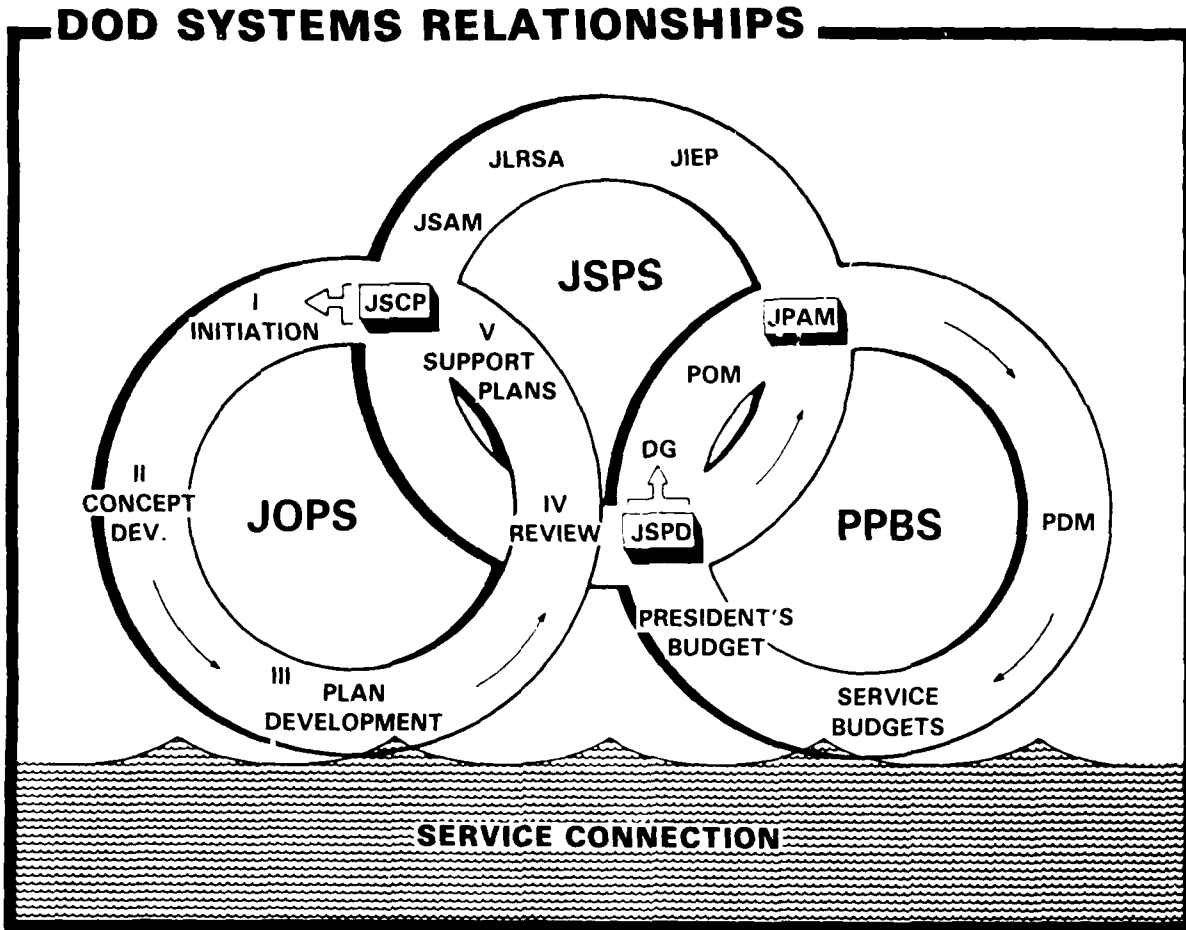 DOD SYSTEMS RELATIONSHIPS
JLRSA
JIEP
JSAM
JSPS
JSCP
I
INITIATION
V
SUPPORT
PLANS
JPAM
POM
DG
II
CONCEPT
DEV.
JOPS
IV
REVIEW
JSPD
PPBS
PDM
PRESIDENT'S
BUDGET
III
PLAN
DEVELOPMENT
SERVICE
BUDGETS
SERVICE CONNECTION